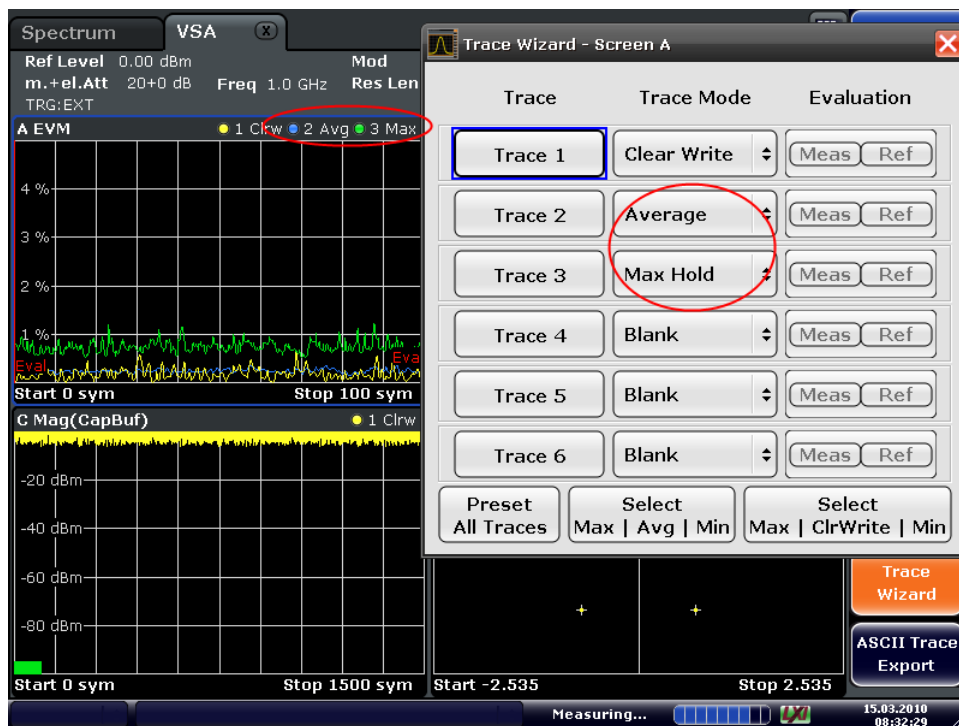 Spectrum
VSA
Ref Level 0.00 dBm
Mod
m.+el.Att 20+0 dB Freq 1.0 GHz Res Len
TRG:EXT
A EVM
1 Clrw 2 Avg 3 Max
4 %
3 %
2 %
1 %
Eval
Eva
Start 0 sym
Stop 100 sym
C Mag(CapBuf)
1 Clrw
-20 dBm
-40 dBm
-60 dBm
-80 dBm
Start 0 sym
Stop 1500 sym
Trace Wizard - Screen A
Trace
Trace Mode
Evaluation
Trace 1
Clear Write
Meas Ref
Trace 2
Average
Meas Ref
Trace 3
Max Hold
Meas Ref
Trace 4
Blank
Meas Ref
Trace 5
Blank
Meas Ref
Trace 6
Blank
Meas Ref
Preset
All Traces
Select
Max | Avg | Min
Select
Max | ClrWrite | Min
Start -2.535
Stop 2.535
Trace
Wizard
ASCII Trace
Export
Measuring...
LXI
15.03.2010
08:32:29